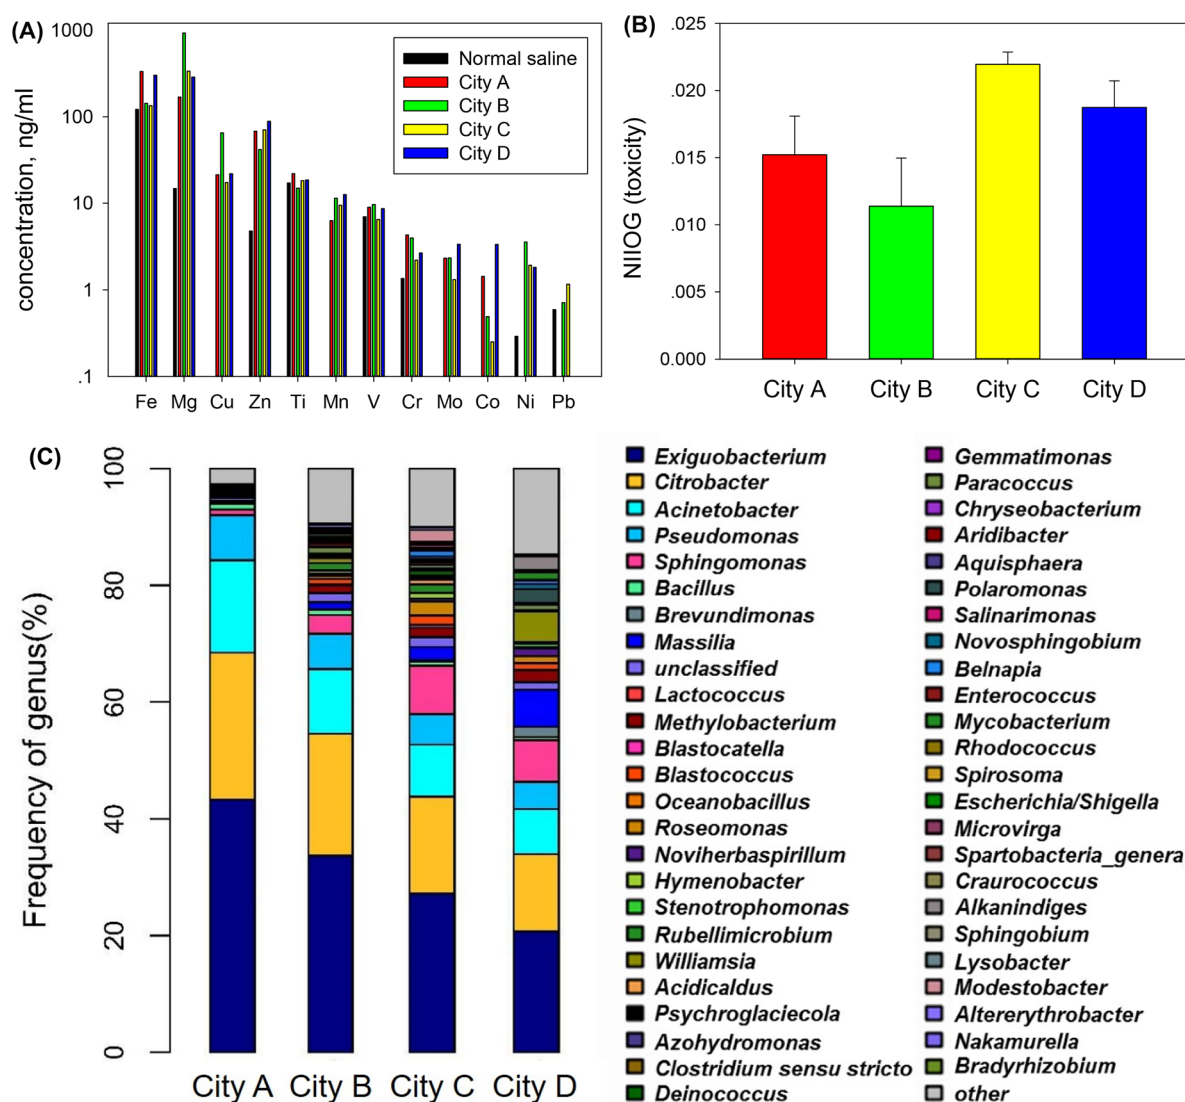 (A)
concentration, ng/ml
1000
100
10
1
.1
Normal saline
City A
City B
City C
City D
Fe Mg Cu Zn Ti Mn V Cr Mo Co Ni Pb
(B)
NIIOG (toxicity)
.025
.020
.015
.010
.005
0.000
City A City B City C City D
(C)
Frequency of genus(%)
100
80
60
40
20
0
City A City B City C City D
Exiguobacterium
Citrobacter
Acinetobacter
Pseudomonas
Sphingomonas
Bacillus
Brevundimonas
Massilia
unclassified
Lactococcus
Methylobacterium
Blastocatella
Blastococcus
Oceanobacillus
Roseomonas
Noviherbaspirillum
Hymenobacter
Stenotrophomonas
Rubellimicrobium
Williamsia
Acidicaldus
Psychroglaciecola
Azohydromonas
Clostridium sensu stricto
Deinococcus
Gemmatimonas
Paracoccus
Chryseobacterium
Aridibacter
Aquisphaera
Polaromonas
Salinarimonas
Novosphingobium
Belnapia
Enterococcus
Mycobacterium
Rhodococcus
Spirosoma
Escherichia/Shigella
Microvirga
Spartobacteria_genera
Craurococcus
Alkanindiges
Sphingobium
Lysobacter
Modestobacter
Altererythrobacter
Nakamurella
Bradyrhizobium
other